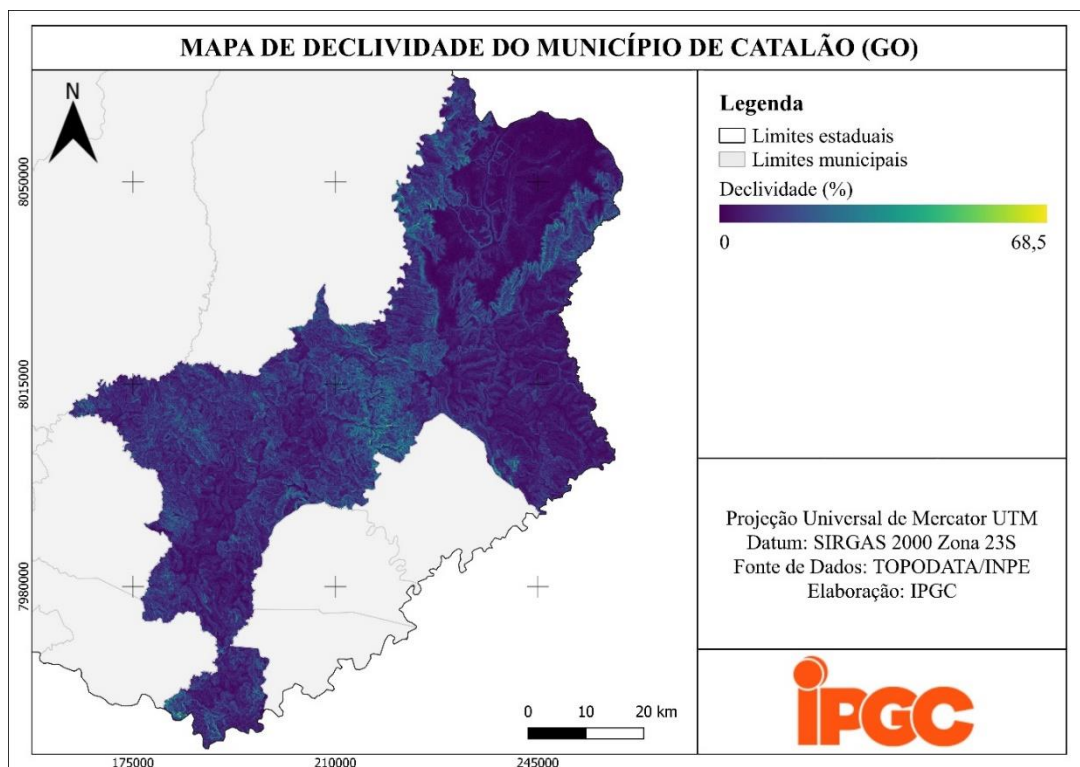 MAPA DE DECLIVIDADE DO MUNICÍPIO DE CATALÃO (GO)
N
8050000
8015000
7980000
175000
210000
245000
0 10 20 km
Legenda
Limites estaduais
Limites municipais
Declividade (%)
0 68,5
Projeção Universal de Mercator UTM
Datum: SIRGAS 2000 Zona 23S
Fonte de Dados: TOPODATA/INPE
Elaboração: IPGC
iPGC